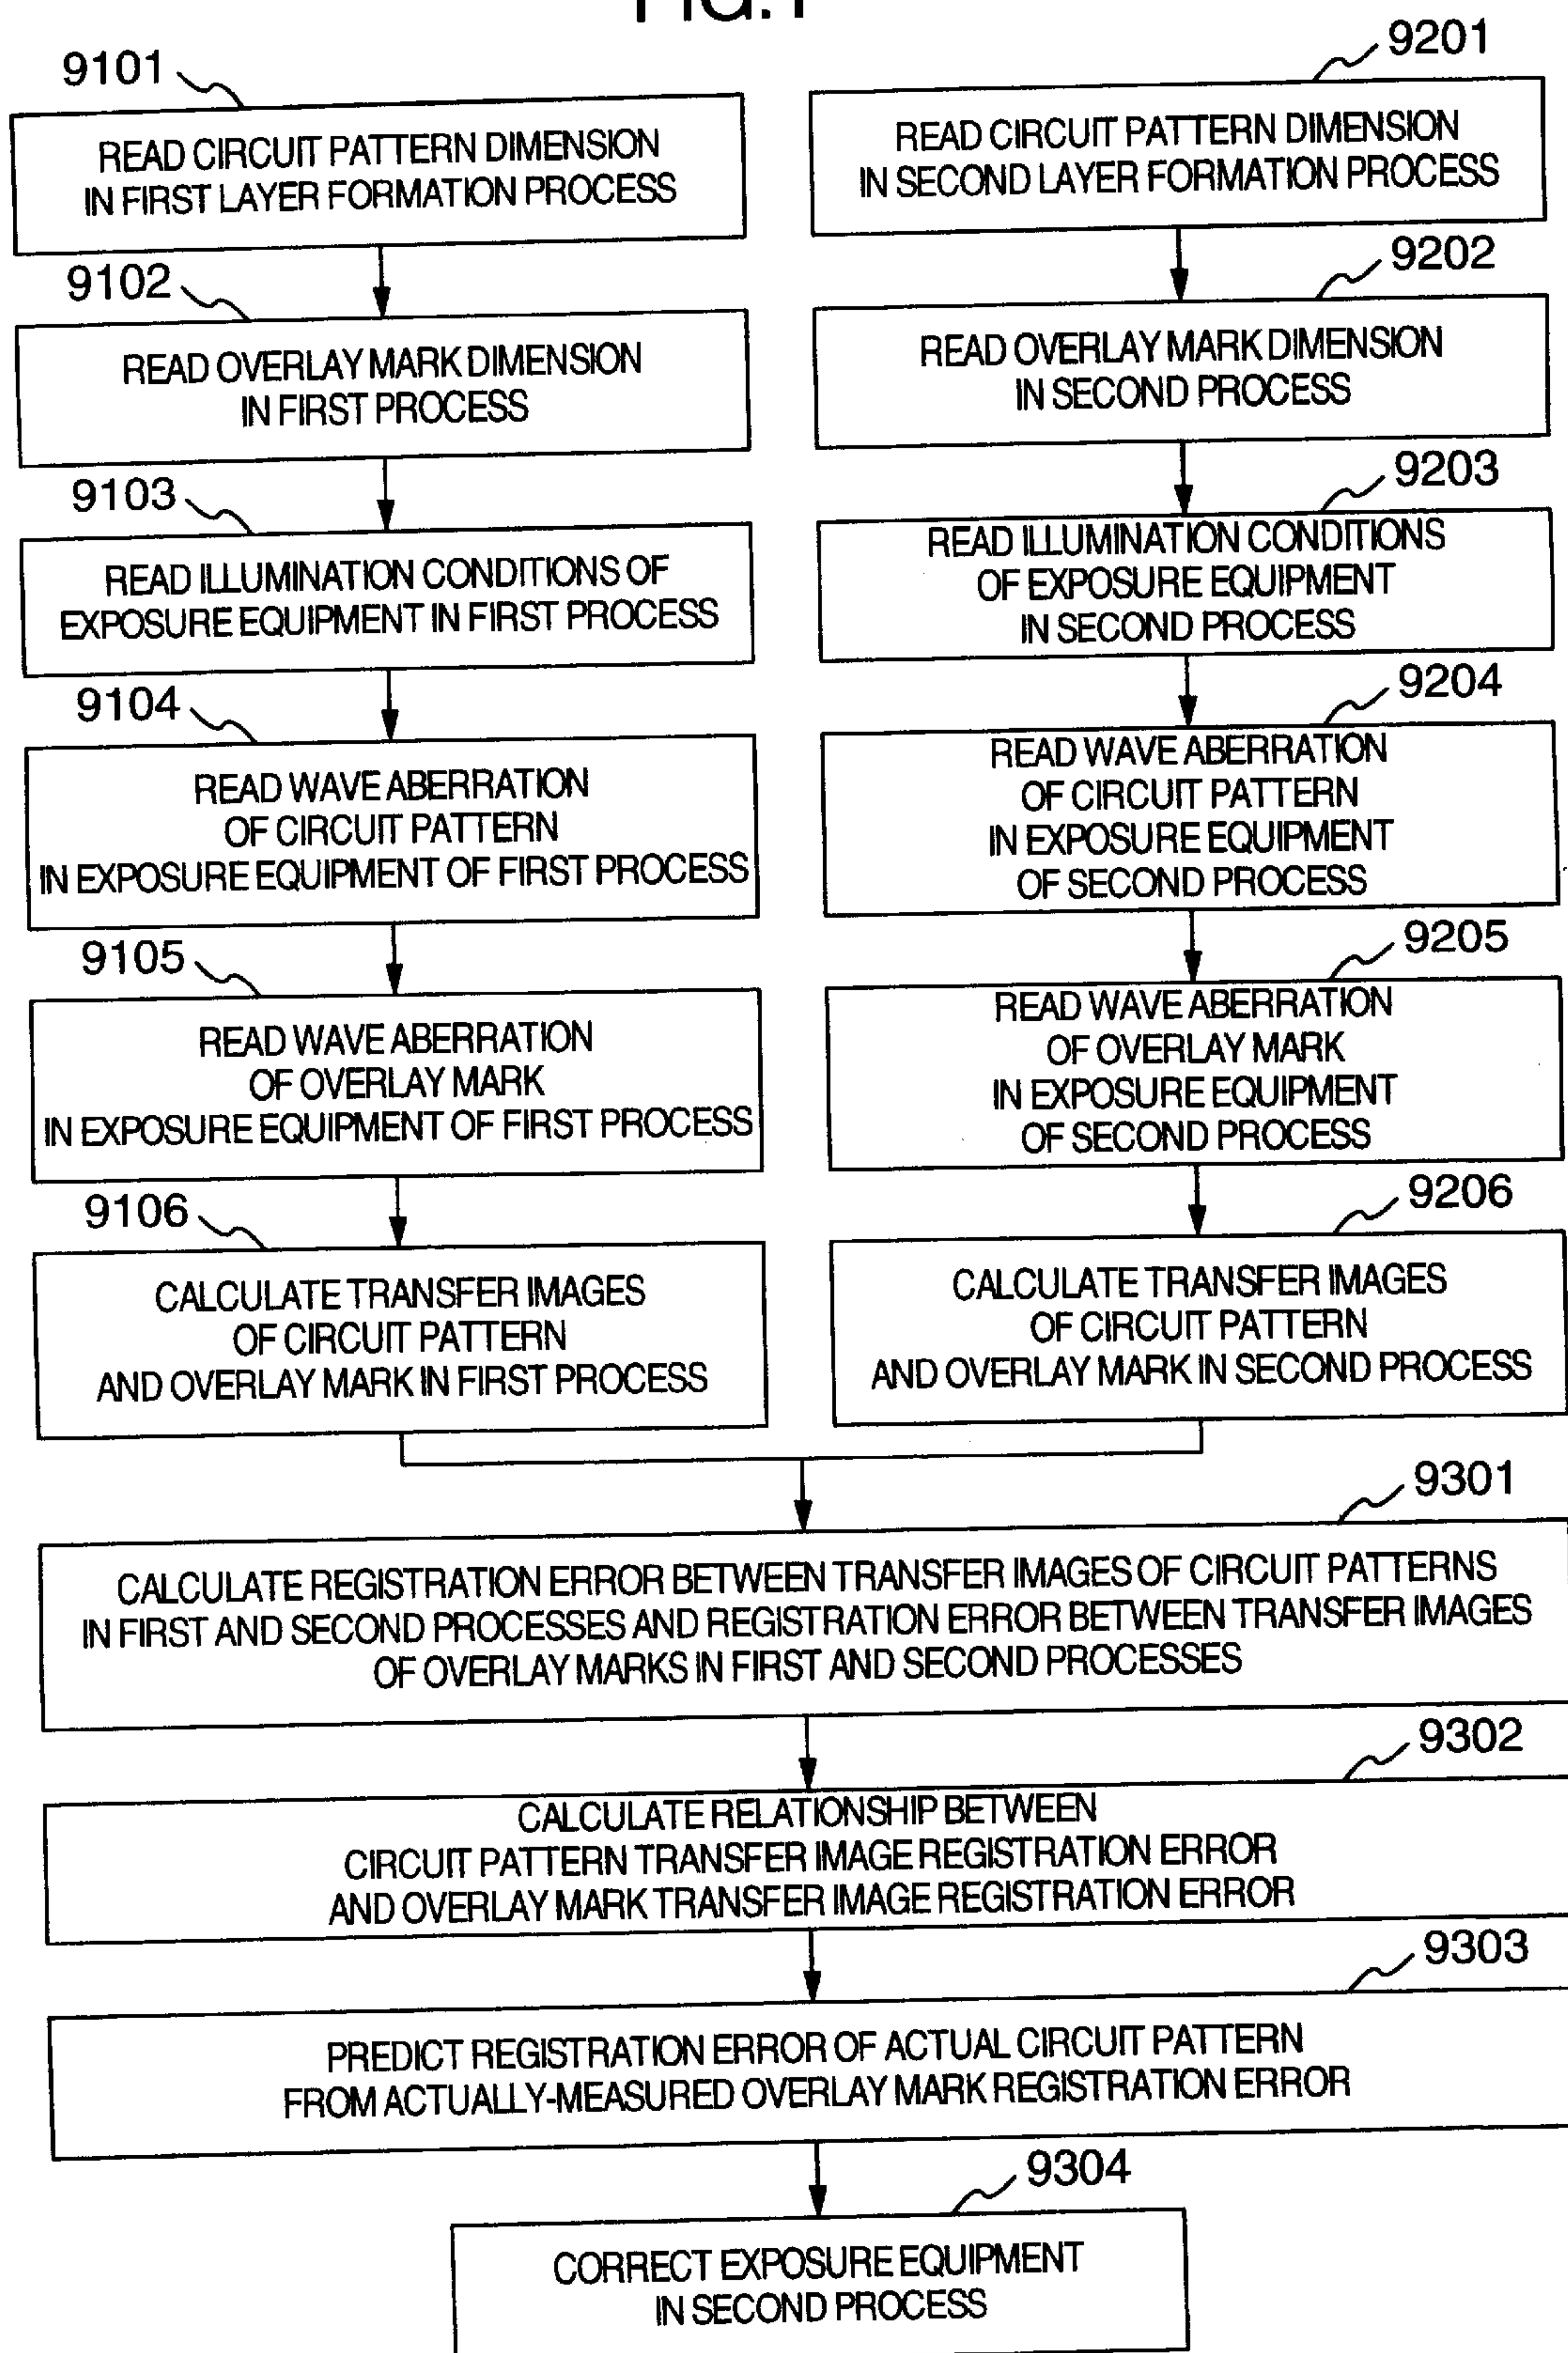 FIG.1
9101
READ CIRCUIT PATTERN DIMENSION
IN FIRST LAYER FORMATION PROCESS
9102
READ OVERLAY MARK DIMENSION
IN FIRST PROCESS
9103
READ ILLUMINATION CONDITIONS OF
EXPOSURE EQUIPMENT IN FIRST PROCESS
9104
READ WAVE ABERRATION
OF CIRCUIT PATTERN
IN EXPOSURE EQUIPMENT OF FIRST PROCESS
9105
READ WAVE ABERRATION
OF OVERLAY MARK
IN EXPOSURE EQUIPMENT OF FIRST PROCESS
9106
CALCULATE TRANSFER IMAGES
OF CIRCUIT PATTERN
AND OVERLAY MARK IN FIRST PROCESS
9201
READ CIRCUIT PATTERN DIMENSION
IN SECOND LAYER FORMATION PROCESS
9202
READ OVERLAY MARK DIMENSION
IN SECOND PROCESS
9203
READ ILLUMINATION CONDITIONS
OF EXPOSURE EQUIPMENT
IN SECOND PROCESS
9204
READ WAVE ABERRATION
OF CIRCUIT PATTERN
IN EXPOSURE EQUIPMENT
OF SECOND PROCESS
9205
READ WAVE ABERRATION
OF OVERLAY MARK
IN EXPOSURE EQUIPMENT
OF SECOND PROCESS
9206
CALCULATE TRANSFER IMAGES
OF CIRCUIT PATTERN
AND OVERLAY MARK IN SECOND PROCESS
9301
CALCULATE REGISTRATION ERROR BETWEEN TRANSFER IMAGES OF CIRCUIT PATTERNS
IN FIRST AND SECOND PROCESSES AND REGISTRATION ERROR BETWEEN TRANSFER IMAGES
OF OVERLAY MARKS IN FIRST AND SECOND PROCESSES
9302
CALCULATE RELATIONSHIP BETWEEN
CIRCUIT PATTERN TRANSFER IMAGE REGISTRATION ERROR
AND OVERLAY MARK TRANSFER IMAGE REGISTRATION ERROR
9303
PREDICT REGISTRATION ERROR OF ACTUAL CIRCUIT PATTERN
FROM ACTUALLY-MEASURED OVERLAY MARK REGISTRATION ERROR
9304
CORRECT EXPOSURE EQUIPMENT
IN SECOND PROCESS